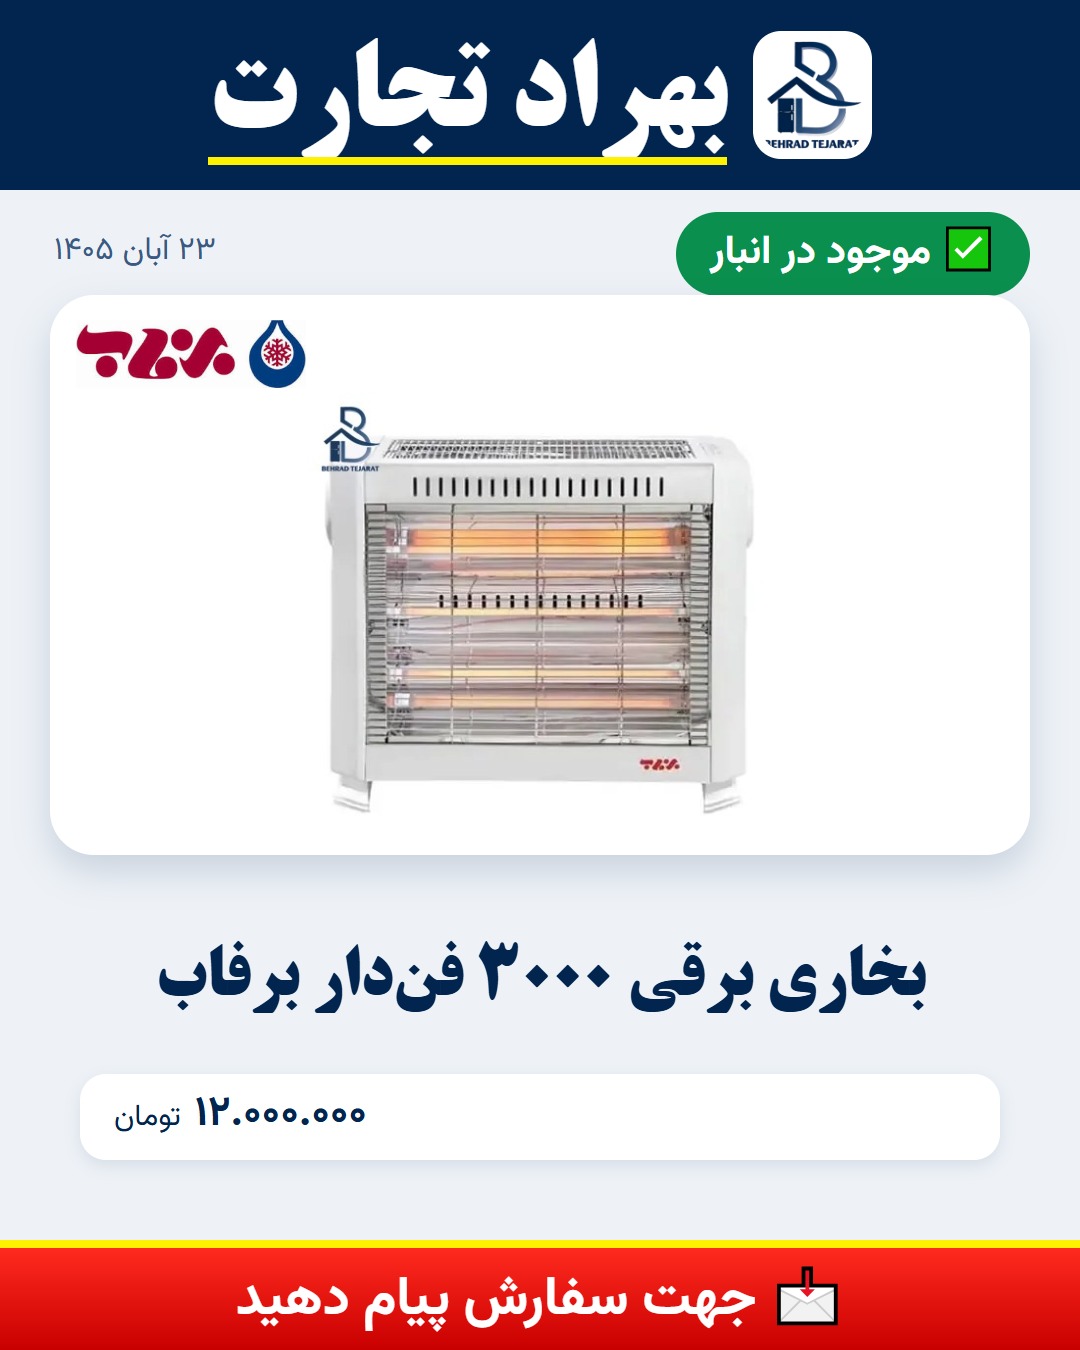 بهراد تجارت
BEHRAD TEJARAT
موجود در انبار
۲۳ آبان ۱۴۰۵
برفاب
BEHRAD TEJARAT
برفاب
بخاری برقی ۳۰۰۰ فن‌دار برفاب
۱۲.۰۰۰.۰۰۰ تومان
جهت سفارش پیام دهید